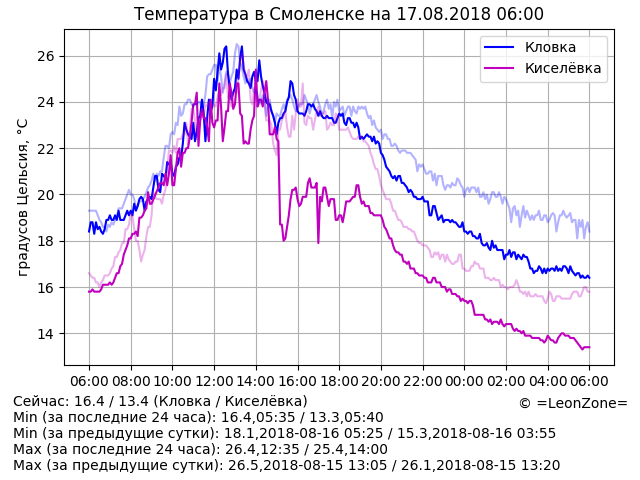 Температура в Смоленске на 17.08.2018 06:00
Кловка
Киселёвка
градусов Цельсия, °C
26
24
22
20
18
16
14
06:00 08:00 10:00 12:00 14:00 16:00 18:00 20:00 22:00 00:00 02:00 04:00 06:00
Сейчас: 16.4 / 13.4 (Кловка / Киселёвка)
© =LeonZone=
Min (за последние 24 часа): 16.4,05:35 / 13.3,05:40
Min (за предыдущие сутки): 18.1,2018-08-16 05:25 / 15.3,2018-08-16 03:55
Max (за последние 24 часа): 26.4,12:35 / 25.4,14:00
Max (за предыдущие сутки): 26.5,2018-08-15 13:05 / 26.1,2018-08-15 13:20